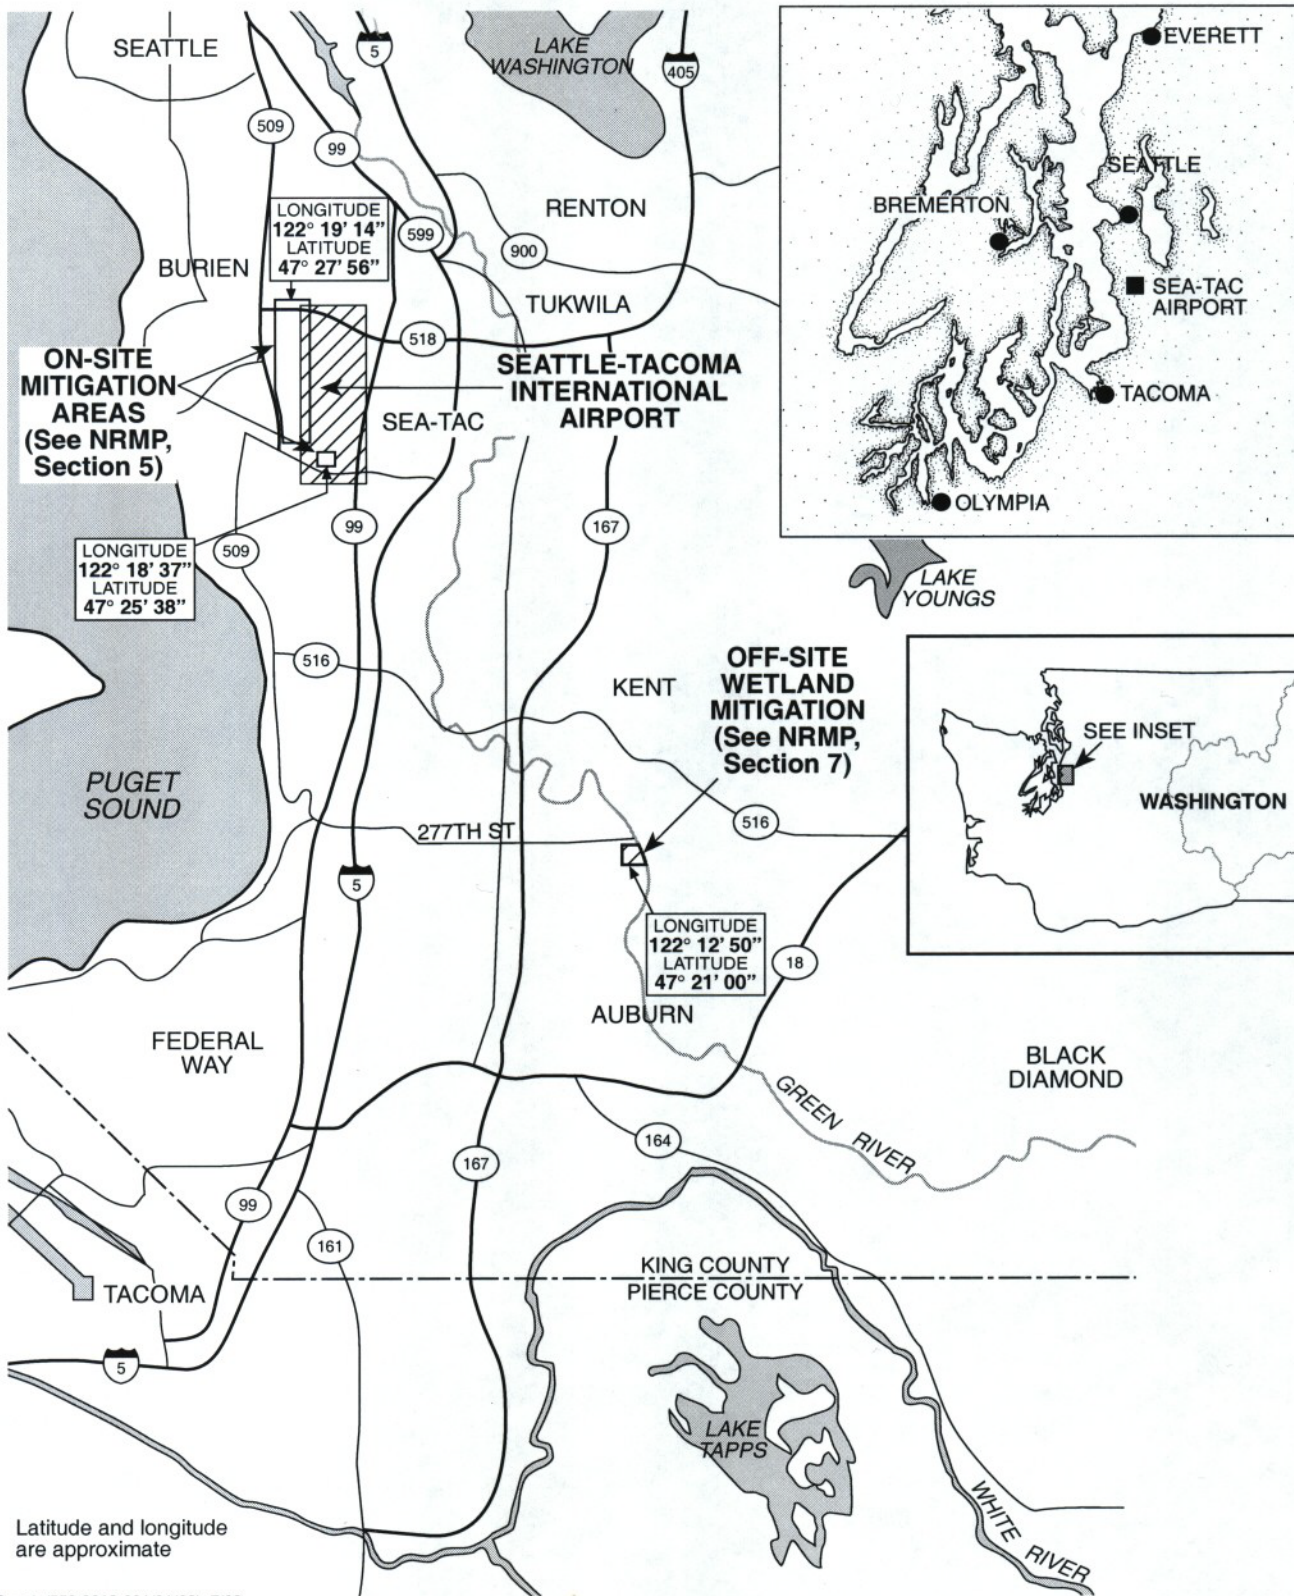 SEATTLE
5
LAKE
WASHINGTON
405
509
99
LONGITUDE
122° 19' 14”
LATITUDE
47° 27' 56”
599
RENTON
900
BURIEN
TUKWILA
518
ON-SITE
MITIGATION
AREAS
(See NRMP,
Section 5)
SEATTLE-TACOMA
INTERNATIONAL
AIRPORT
SEA-TAC
99
167
509
LONGITUDE
122° 18' 37”
LATITUDE
47° 25' 38”
EVERETT
SEATTLE
BREMERTON
SEA-TAC
AIRPORT
TACOMA
OLYMPIA
LAKE
YOUNGS
516
KENT
OFF-SITE
WETLAND
MITIGATION
(See NRMP,
Section 7)
SEE INSET
WASHINGTON
PUGET
SOUND
277TH ST
516
5
LONGITUDE
122° 12' 50”
LATITUDE
47° 21' 00”
18
AUBURN
FEDERAL
WAY
BLACK
DIAMOND
GREEN RIVER
164
167
99
161
KING COUNTY
PIERCE COUNTY
TACOMA
5
LAKE
TAPPS
WHITE RIVER
Latitude and longitude
are approximate